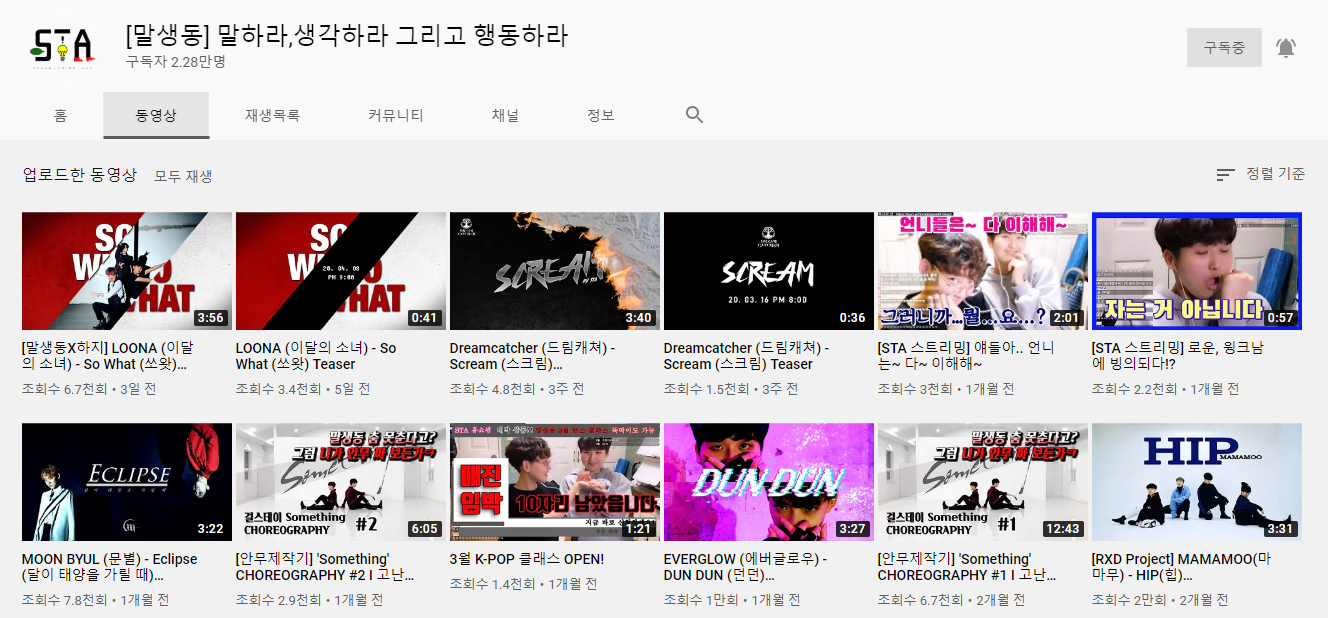 STA
[말생동] 말하라,생각하라 그리고 행동하라
구독자 2.28만명
구독중
홈
동영상
재생목록
커뮤니티
채널
정보
업로드한 동영상
모두 재생
정렬 기준
SO
WHAT
3:56
SO
WHAT
20. 04. 08
PM 9:00
0:41
SCREAM
3:40
SCREAM
20. 03. 16 PM 8:00
0:36
언니들은~ 다 이해해~
그러니까...뭘...요....?
2:01
자는 거 아닙니다
0:57
[말생동X하지] LOONA (이달
의 소녀) - So What (쏘왓)...
조회수 6.7천회 • 3일 전
LOONA (이달의 소녀) - So
What (쏘왓) Teaser
조회수 3.4천회 • 5일 전
Dreamcatcher (드림캐쳐) -
Scream (스크림)...
조회수 4.8천회 • 3주 전
Dreamcatcher (드림캐쳐) -
Scream (스크림) Teaser
조회수 1.5천회 • 3주 전
[STA 스트리밍] 얘들아.. 언니
는~ 다~ 이해해~
조회수 3천회 • 1개월 전
[STA 스트리밍] 로운, 윙크남
에 빙의되다!?
조회수 2.2천회 • 1개월 전
ECLIPSE
3:22
말생동 춤 못춘다고?
그럼 니가 안무 짜 보든가ㅋ
걸스데이 Something
CHOREOGRAPHY #2
6:05
매진
임박
10자리 남았습니다
1:21
DUN DUN
3:27
말생동 춤 못춘다고?
그럼 니가 안무 짜 보든가ㅋ
걸스데이 Something
CHOREOGRAPHY #1
12:43
HIP
MAMAMOO
3:31
MOON BYUL (문별) - Eclipse
(달이 태양을 가릴 때)...
조회수 7.8천회 • 1개월 전
[안무제작기] 'Something'
CHOREOGRAPHY #2 I 고난...
조회수 2.9천회 • 1개월 전
3월 K-POP 클래스 OPEN!
조회수 1.4천회 • 1개월 전
EVERGLOW (에버글로우) -
DUN DUN (던던)...
조회수 1만회 • 1개월 전
[안무제작기] 'Something'
CHOREOGRAPHY #1 I 고난...
조회수 6.7천회 • 2개월 전
[RXD Project] MAMAMOO(마
마무) - HIP(힙)...
조회수 2만회 • 2개월 전